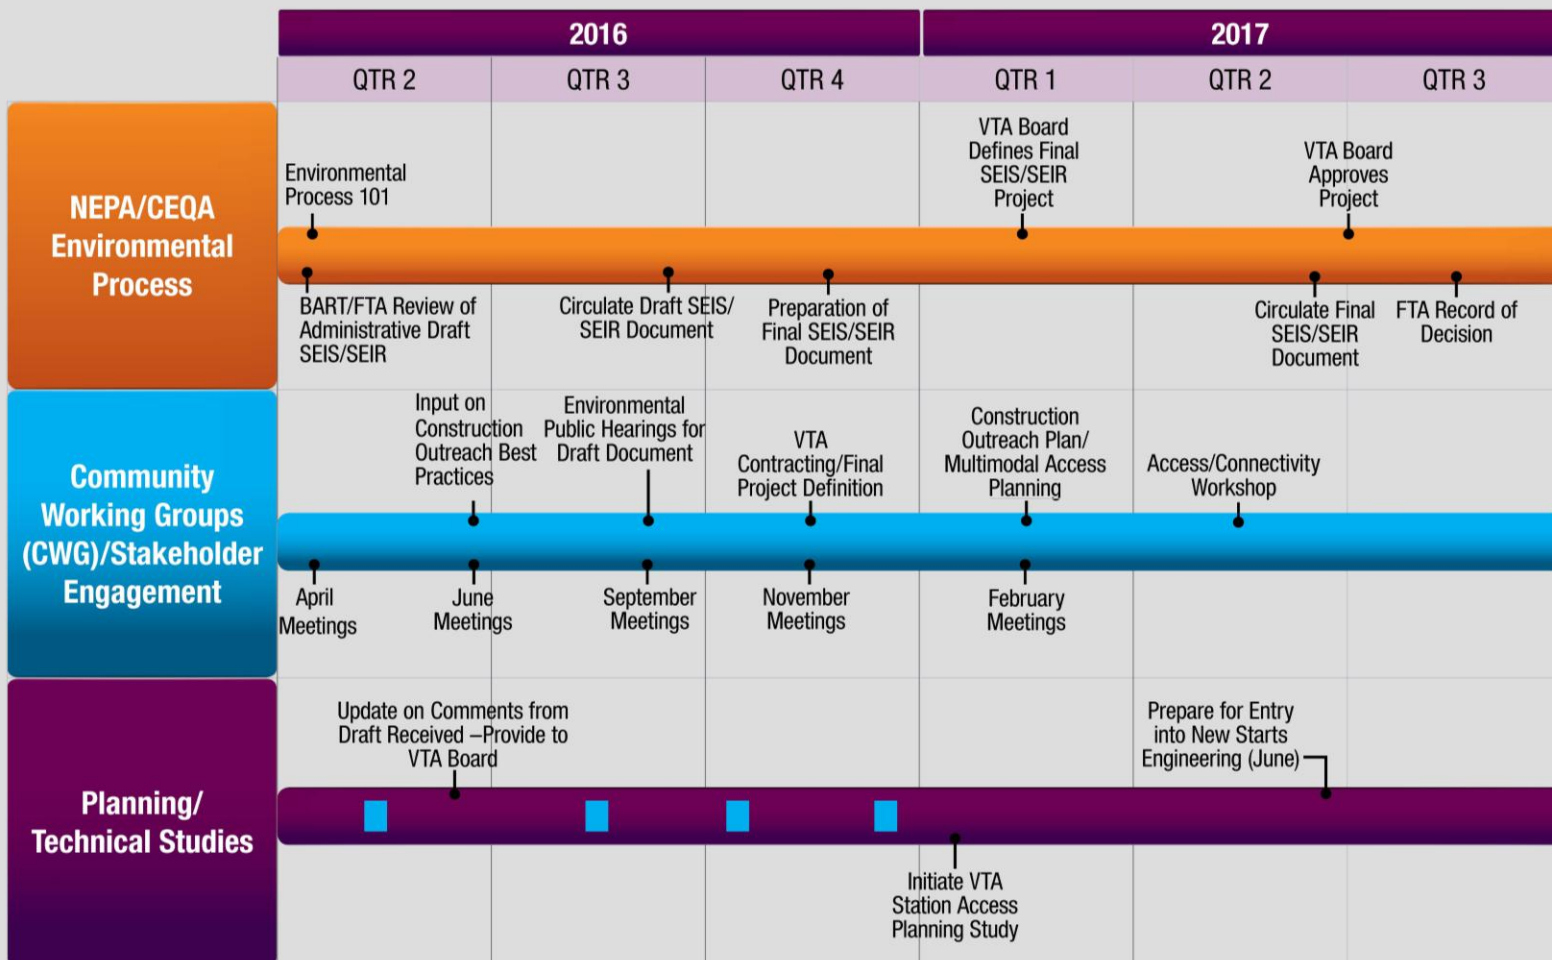 2016
2017
QTR 2
QTR 3
QTR 4
QTR 1
QTR 2
QTR 3
NEPA/CEQA
Environmental
Process
Environmental
Process 101
VTA Board
Defines Final
SEIS/SEIR
Project
VTA Board
Approves
Project
BART/FTA Review of
Administrative Draft
SEIS/SEIR
Circulate Draft SEIS/
SEIR Document
Preparation of
Final SEIS/SEIR
Document
Circulate Final
SEIS/SEIR
Document
FTA Record of
Decision
Community
Working Groups
(CWG)/Stakeholder
Engagement
Input on
Construction
Outreach Best
Practices
Environmental
Public Hearings for
Draft Document
VTA
Contracting/Final
Project Definition
Construction
Outreach Plan/
Multimodal Access
Planning
Access/Connectivity
Workshop
April
Meetings
June
Meetings
September
Meetings
November
Meetings
February
Meetings
Planning/
Technical Studies
Update on Comments from
Draft Received –Provide to
VTA Board
Prepare for Entry
into New Starts
Engineering (June)
Initiate VTA
Station Access
Planning Study